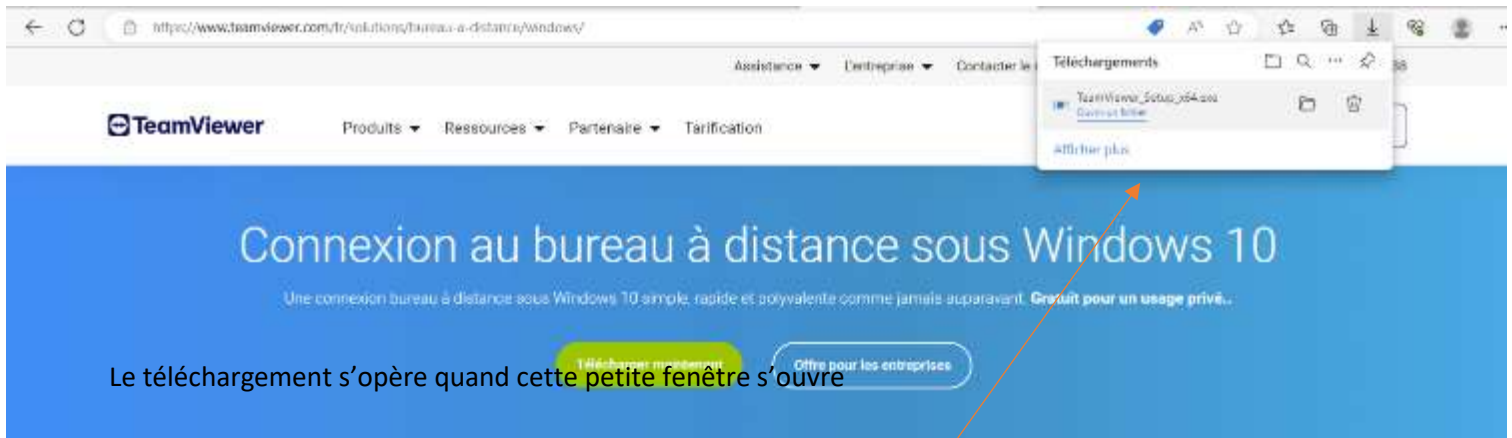 https://www.teamviewer.com/fr/solutions/bureau-a-distance/windows/
Assistance L'entreprise Contacter le
88
Téléchargements
TeamViewer_Setup_x64.exe
Ouvrir un fichier
Afficher plus
TeamViewer
Produits Ressources Partenaire Tarification
Connexion au bureau à distance sous Windows 10
Une connexion bureau à distance sous Windows 10 simple, rapide et polyvalente comme jamais auparavant. Gratuit pour un usage privé..
Télécharger maintenant
Offre pour les entreprises
Le téléchargement s’opère quand cette petite fenêtre s’ouvre